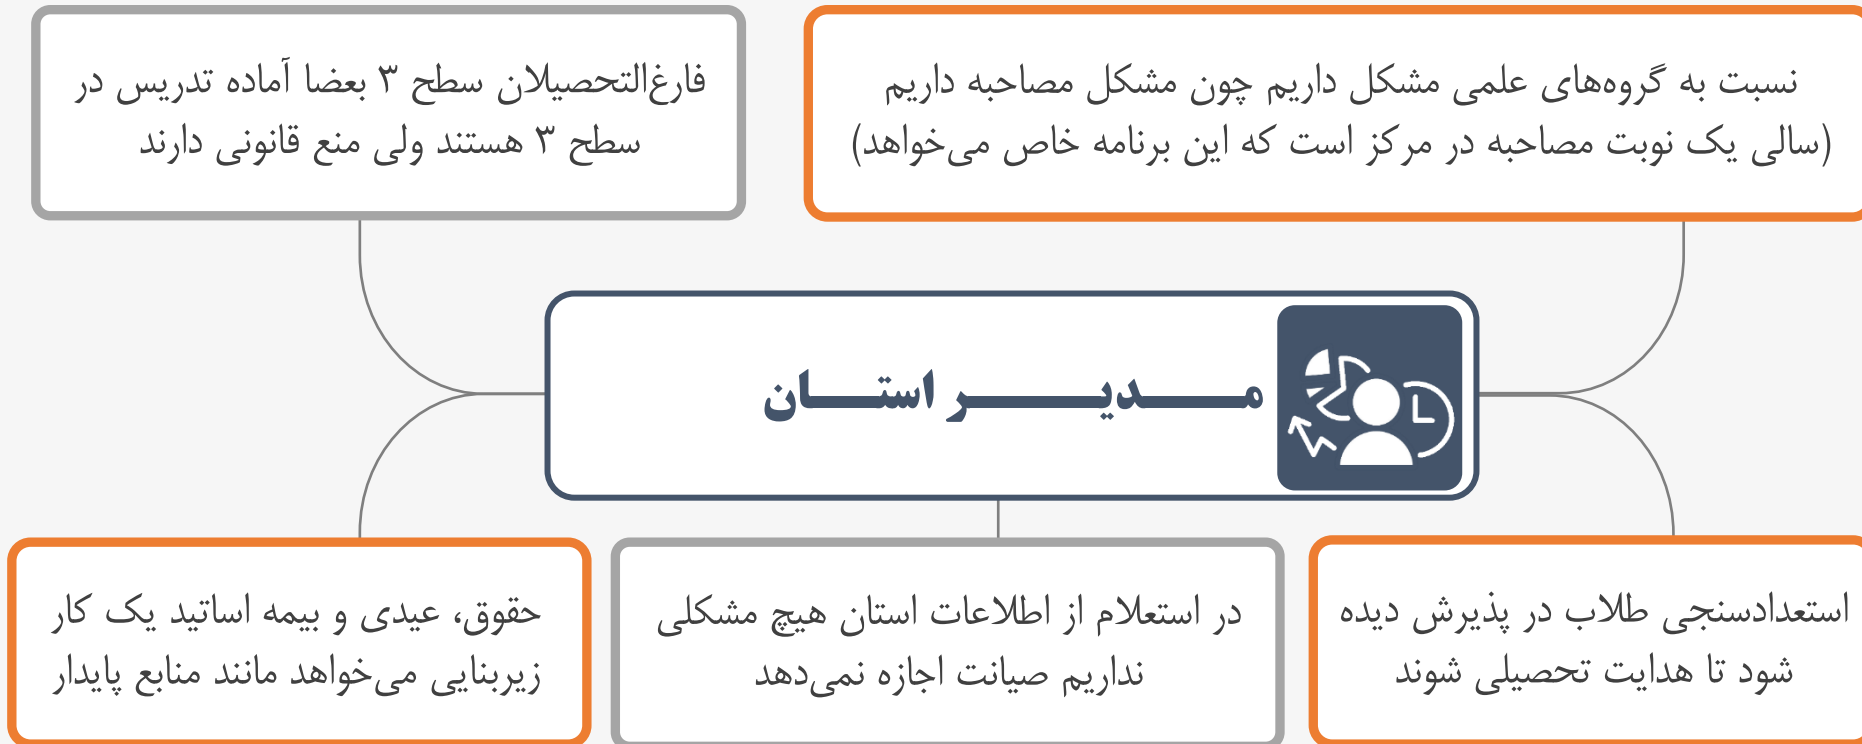 نسبت به گروه‌های علمی مشکل داریم چون مشکل مصاحبه داریم
(سالی یک نوبت مصاحبه در مرکز است که این برنامه خاص می‌خواهد)
فارغ‌التحصیلان سطح ۳ بعضا آماده تدریس در
سطح ۳ هستند ولی منع قانونی دارند
مـدیـر استـان
استعدادسنجی طلاب در پذیرش دیده
شود تا هدایت تحصیلی شوند
در استعلام از اطلاعات استان هیچ مشکلی
نداریم صیانت اجازه نمی‌دهد
حقوق، عیدی و بیمه اساتید یک کار
زیربنایی می‌خواهد مانند منابع پایدار